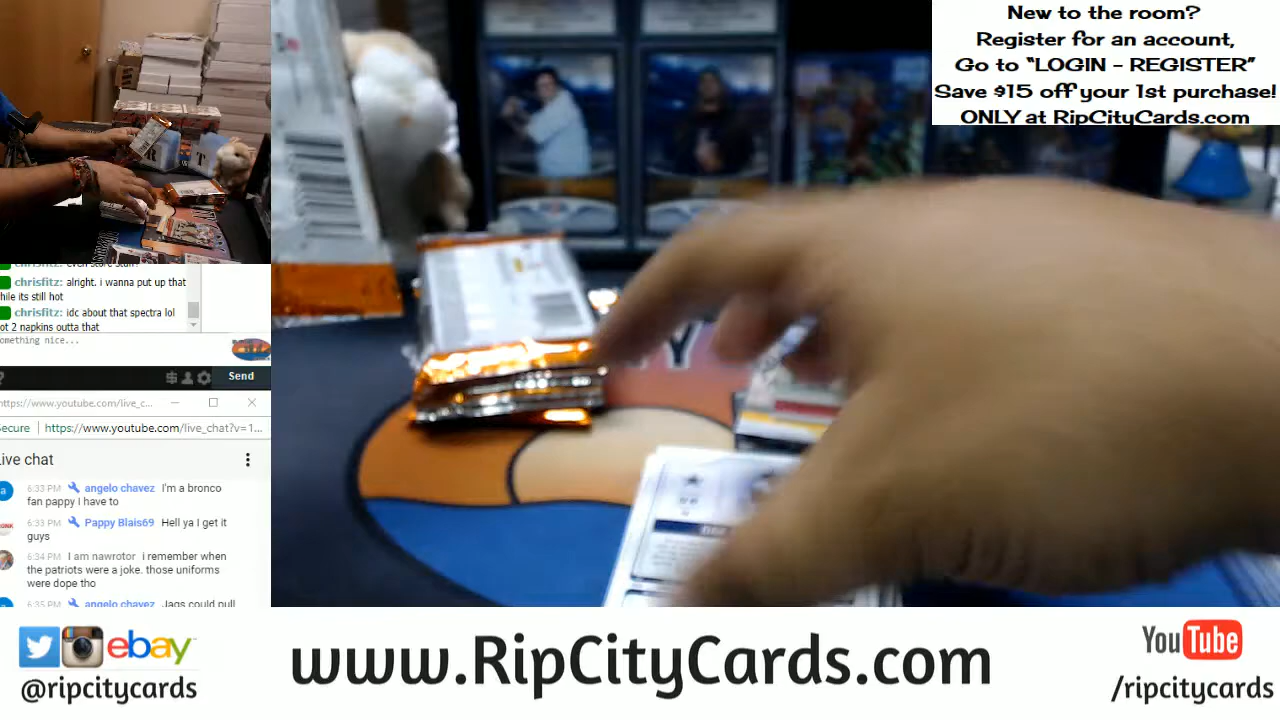 New to the room?
Register for an account,
Go to “LOGIN - REGISTER”
Save $15 off your 1st purchase!
ONLY at RipCityCards.com
chrisfitz: even store stuff?
chrisfitz: alright. i wanna put up that
hile its still hot
chrisfitz: idc about that spectra lol
ot 2 napkins outta that
omething nice...
Send
https://www.youtube.com/live_c...
Secure https://www.youtube.com/live_chat?v=1...
Live chat
6:33 PM angelo chavez I'm a bronco
fan pappy I have to
6:33 PM Pappy Blais69 Hell ya I get it
guys
6:34 PM I am nawrotor i remember when
the patriots were a joke. those uniforms
were dope tho
6:35 PM angelo chavez Jags could pull
ebay
@ripcitycards
www.RipCityCards.com
YouTube
/ripcitycards